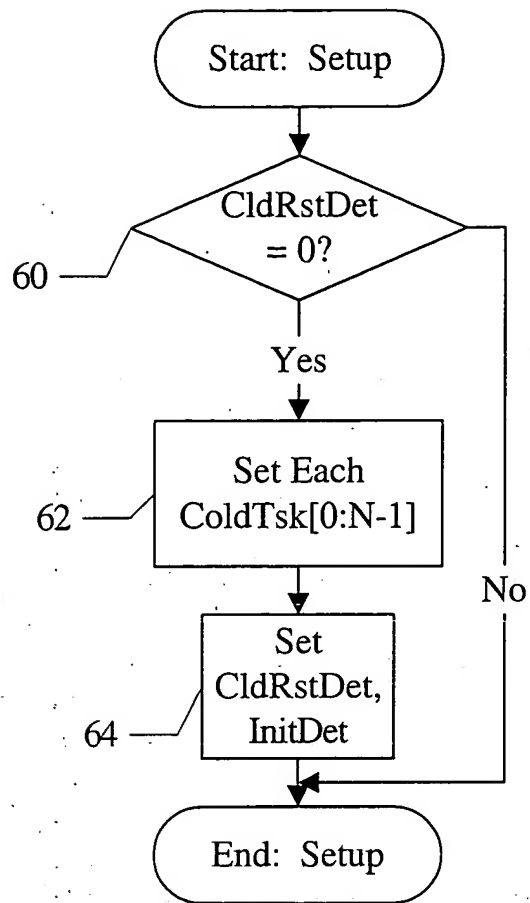 Start: Setup
CldRstDet
= 0?
60
Yes
Set Each
ColdTsk[0:N-1]
62
No
Set
CldRstDet,
InitDet
64
End: Setup